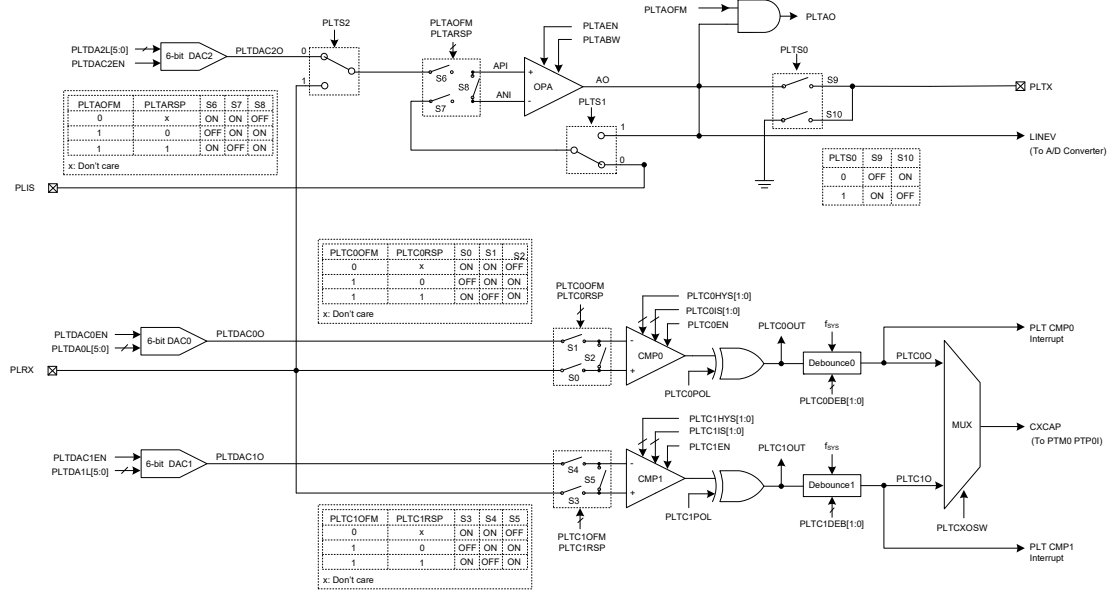 PLTAOFM
PLTAO
PLTS2
PLTAOFM
PLTARSP
PLTAEN
PLTABW
PLTS0
PLTDA2L[5:0]
PLTDAC2EN
6-bit DAC2
PLTDAC2O
0
1
S6
S7
S8
API
ANI
+
-
OPA
AO
S9
S10
PLTX
PLTS1
1
0
LINEV
(To A/D Converter)
PLTAOFM PLTARSP S6 S7 S8
0 x ON ON OFF
1 0 OFF ON ON
1 1 ON OFF ON
x: Don't care
PLTS0 S9 S10
0 OFF ON
1 ON OFF
PLIS
PLTC0OFM PLTC0RSP S0 S1 S2
0 x ON ON OFF
1 0 OFF ON ON
1 1 ON OFF ON
x: Don't care
PLTC0OFM
PLTC0RSP
PLTC0HYS[1:0]
PLTC0IS[1:0]
PLTC0EN
PLTDAC0EN
PLTDA0L[5:0]
6-bit DAC0
PLTDAC0O
S1
S2
S0
-
+
CMP0
PLTC0POL
PLTC0OUT
fSYS
Debounce0
PLTC0DEB[1:0]
PLTC0O
PLT CMP0
Interrupt
PLRX
MUX
CXCAP
(To PTM0 PTP0I)
PLTC1HYS[1:0]
PLTC1IS[1:0]
PLTC1EN
PLTDAC1EN
PLTDA1L[5:0]
6-bit DAC1
PLTDAC1O
S4
S5
S3
-
+
CMP1
PLTC1POL
PLTC1OUT
fSYS
Debounce1
PLTC1DEB[1:0]
PLTC1O
PLTCXOSW
PLTC1OFM
PLTC1RSP
PLT CMP1
Interrupt
PLTC1OFM PLTC1RSP S3 S4 S5
0 x ON ON OFF
1 0 OFF ON ON
1 1 ON OFF ON
x: Don't care